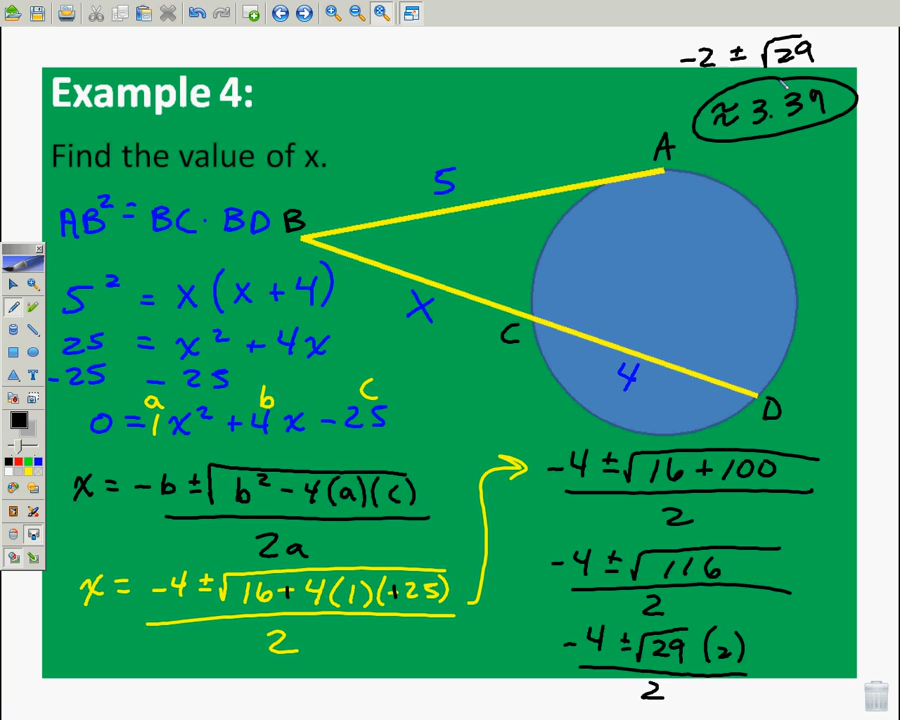 -2 ± √29
≈ 3.39
Example 4:
Find the value of x.
AB² = BC · BD
B
5
A
5² = x(x + 4)
x
25 = x² + 4x
C
-25 - 25
4
D
a b c
0 = 1x² + 4x - 25
x = -b ± √b² - 4(a)(c)
2a
x = -4 ± √16 + 4(1)(+25)
2
-4 ± √16 + 100
2
-4 ± √116
2
-4 ± √29 (2)
2